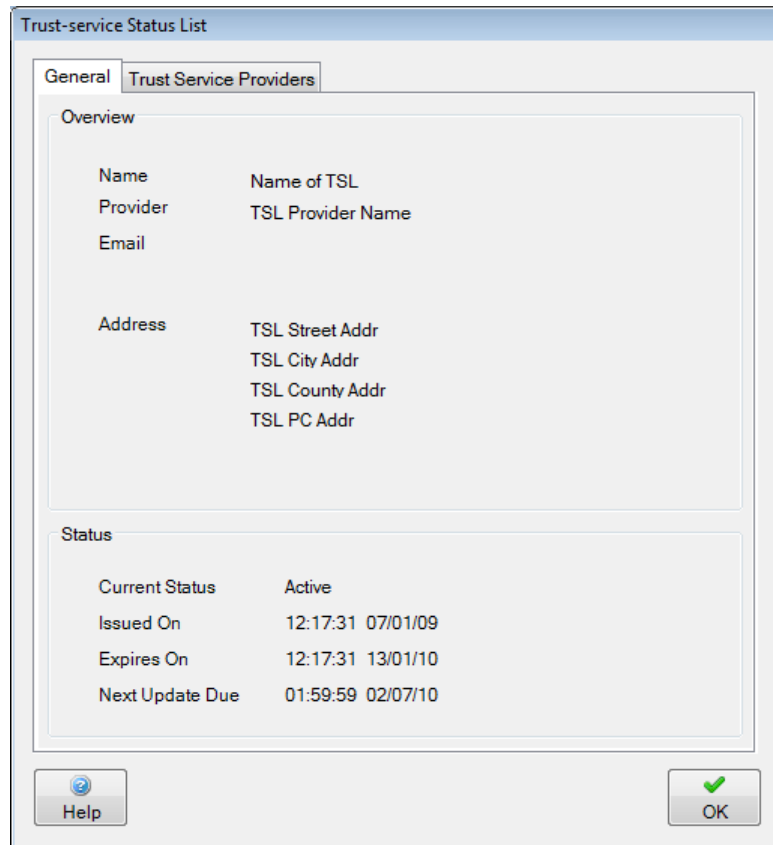 Trust-service Status List
General Trust Service Providers
Overview
Name Name of TSL
Provider TSL Provider Name
Email
Address TSL Street Addr
TSL City Addr
TSL County Addr
TSL PC Addr
Status
Current Status Active
Issued On 12:17:31 07/01/09
Expires On 12:17:31 13/01/10
Next Update Due 01:59:59 02/07/10
Help OK